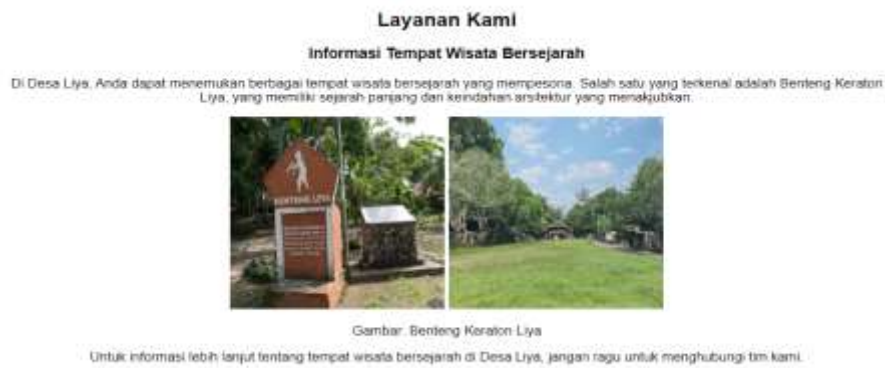 Layanan Kami
Informasi Tempat Wisata Bersejarah
Di Desa Liya, Anda dapat menemukan berbagai tempat wisata bersejarah yang mempesona. Salah satu yang terkenal adalah Benteng Keraton
Liya, yang memiliki sejarah panjang dan keindahan arsitektur yang menakjubkan.
BENTENG LIYA
Gambar: Benteng Keraton Liya
Untuk informasi lebih lanjut tentang tempat wisata bersejarah di Desa Liya, jangan ragu untuk menghubungi tim kami.